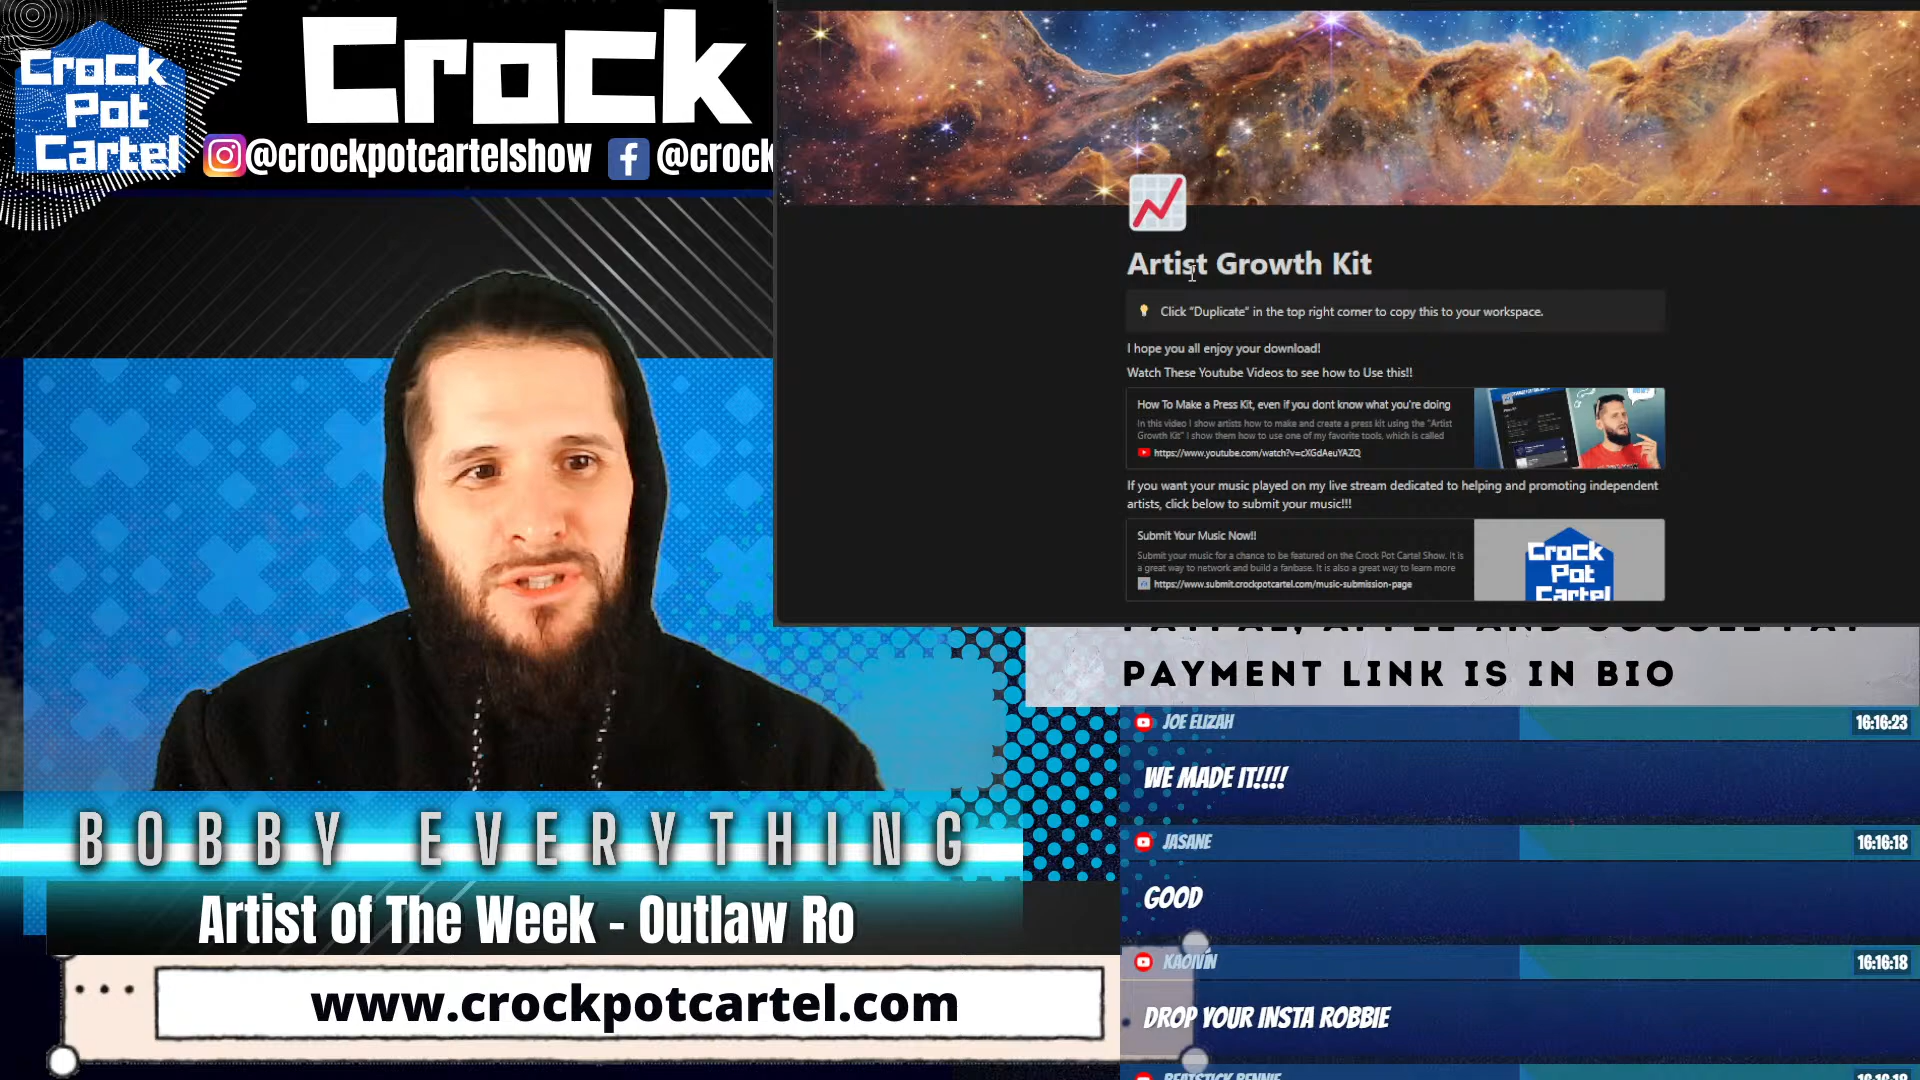 Crock
Pot
Cartel
Crock
@crockpotcartelshow
@crock
Artist Growth Kit
Click "Duplicate" in the top right corner to copy this to your workspace.
I hope you all enjoy your download!
Watch These Youtube Videos to see how to Use this!!
How To Make a Press Kit, even if you dont know what you're doing
In this video I show artists how to make and create a press kit using the "Artist
Growth Kit" I show them how to use one of my favorite tools, which is called
https://www.youtube.com/watch?v=cXGdAeuYAZQ
If you want your music played on my live stream dedicated to helping and promoting independent
artists, click below to submit your music!!!
Submit Your Music Now!!
Submit your music for a chance to be featured on the Crock Pot Cartel Show. It is
a great way to network and build a fanbase. It is also a great way to learn more
https://www.submit.crockpotcartel.com/music-submission-page
Crock
Pot
Cartel
PAYPAL, APPLE AND GOOGLE PAY
PAYMENT LINK IS IN BIO
JOE ELIZAH
16:16:23
WE MADE IT!!!!
JASANE
16:16:18
GOOD
KAOIVÍN
16:16:18
DROP YOUR INSTA ROBBIE
BOBBY EVERYTHING
Artist of The Week - Outlaw Ro
www.crockpotcartel.com